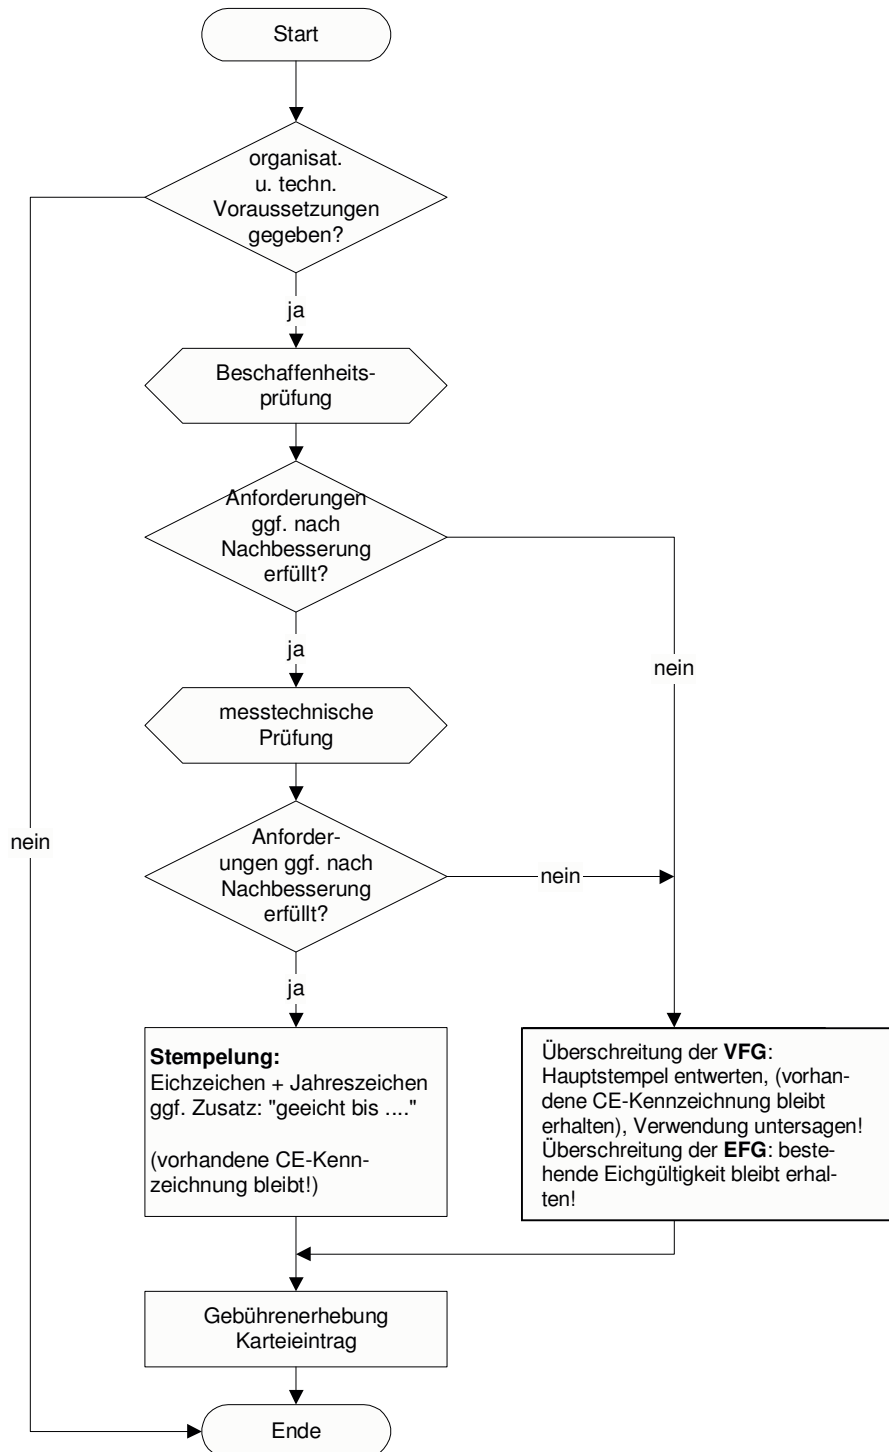 Start
organisat.
u. techn.
Voraussetzungen
gegeben?
ja
Beschaffenheits-
prüfung
Anforderungen
ggf. nach
Nachbesserung
erfüllt?
ja
nein
messtechnische
Prüfung
nein
Anforder-
ungen ggf. nach
Nachbesserung
erfüllt?
nein
ja
Stempelung:
Eichzeichen + Jahreszeichen
ggf. Zusatz: "geeicht bis ...."
(vorhandene CE-Kenn-
zeichnung bleibt!)
Überschreitung der VFG:
Hauptstempel entwerten, (vorhan-
dene CE-Kennzeichnung bleibt
erhalten), Verwendung untersagen!
Überschreitung der EFG: beste-
hende Eichgültigkeit bleibt erhal-
ten!
Gebührenerhebung
Karteieintrag
Ende